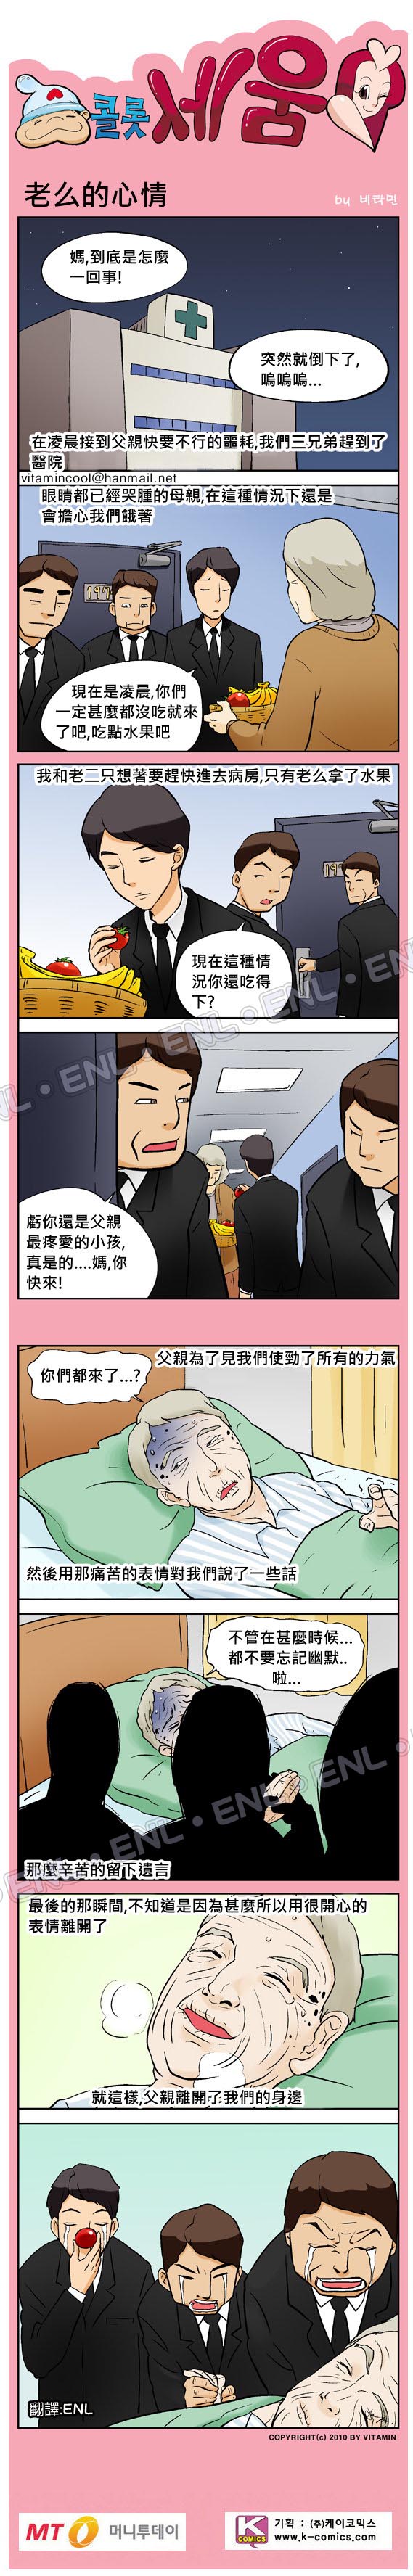 콜롯
세움
老么的心情
by 비타민
媽,到底是怎麼
一回事!
突然就倒下了,
嗚嗚嗚...
在凌晨接到父親快要不行的噩耗,我們三兄弟趕到了
醫院
vitamincool@hanmail.net
眼睛都已經哭腫的母親,在這種情況下還是
會擔心我們餓著
現在是凌晨,你們
一定甚麼都沒吃就來
了吧,吃點水果吧
我和老二只想著要趕快進去病房,只有老么拿了水果
現在這種情
況你還吃得
下?
虧你還是父親
最疼愛的小孩,
真是的....媽,你
快來!
父親為了見我們使勁了所有的力氣
你們都來了...?
然後用那痛苦的表情對我們說了一些話
不管在甚麼時候...
都不要忘記幽默..
啦...
那麼辛苦的留下遺言
最後的那瞬間,不知道是因為甚麼所以用很開心的
表情離開了
就這樣,父親離開了我們的身邊
翻譯:ENL
COPYRIGHT(c) 2010 BY VITAMIN
MT 머니투데이
K COMICS
기획 : (주)케이코믹스
www.k-comics.com